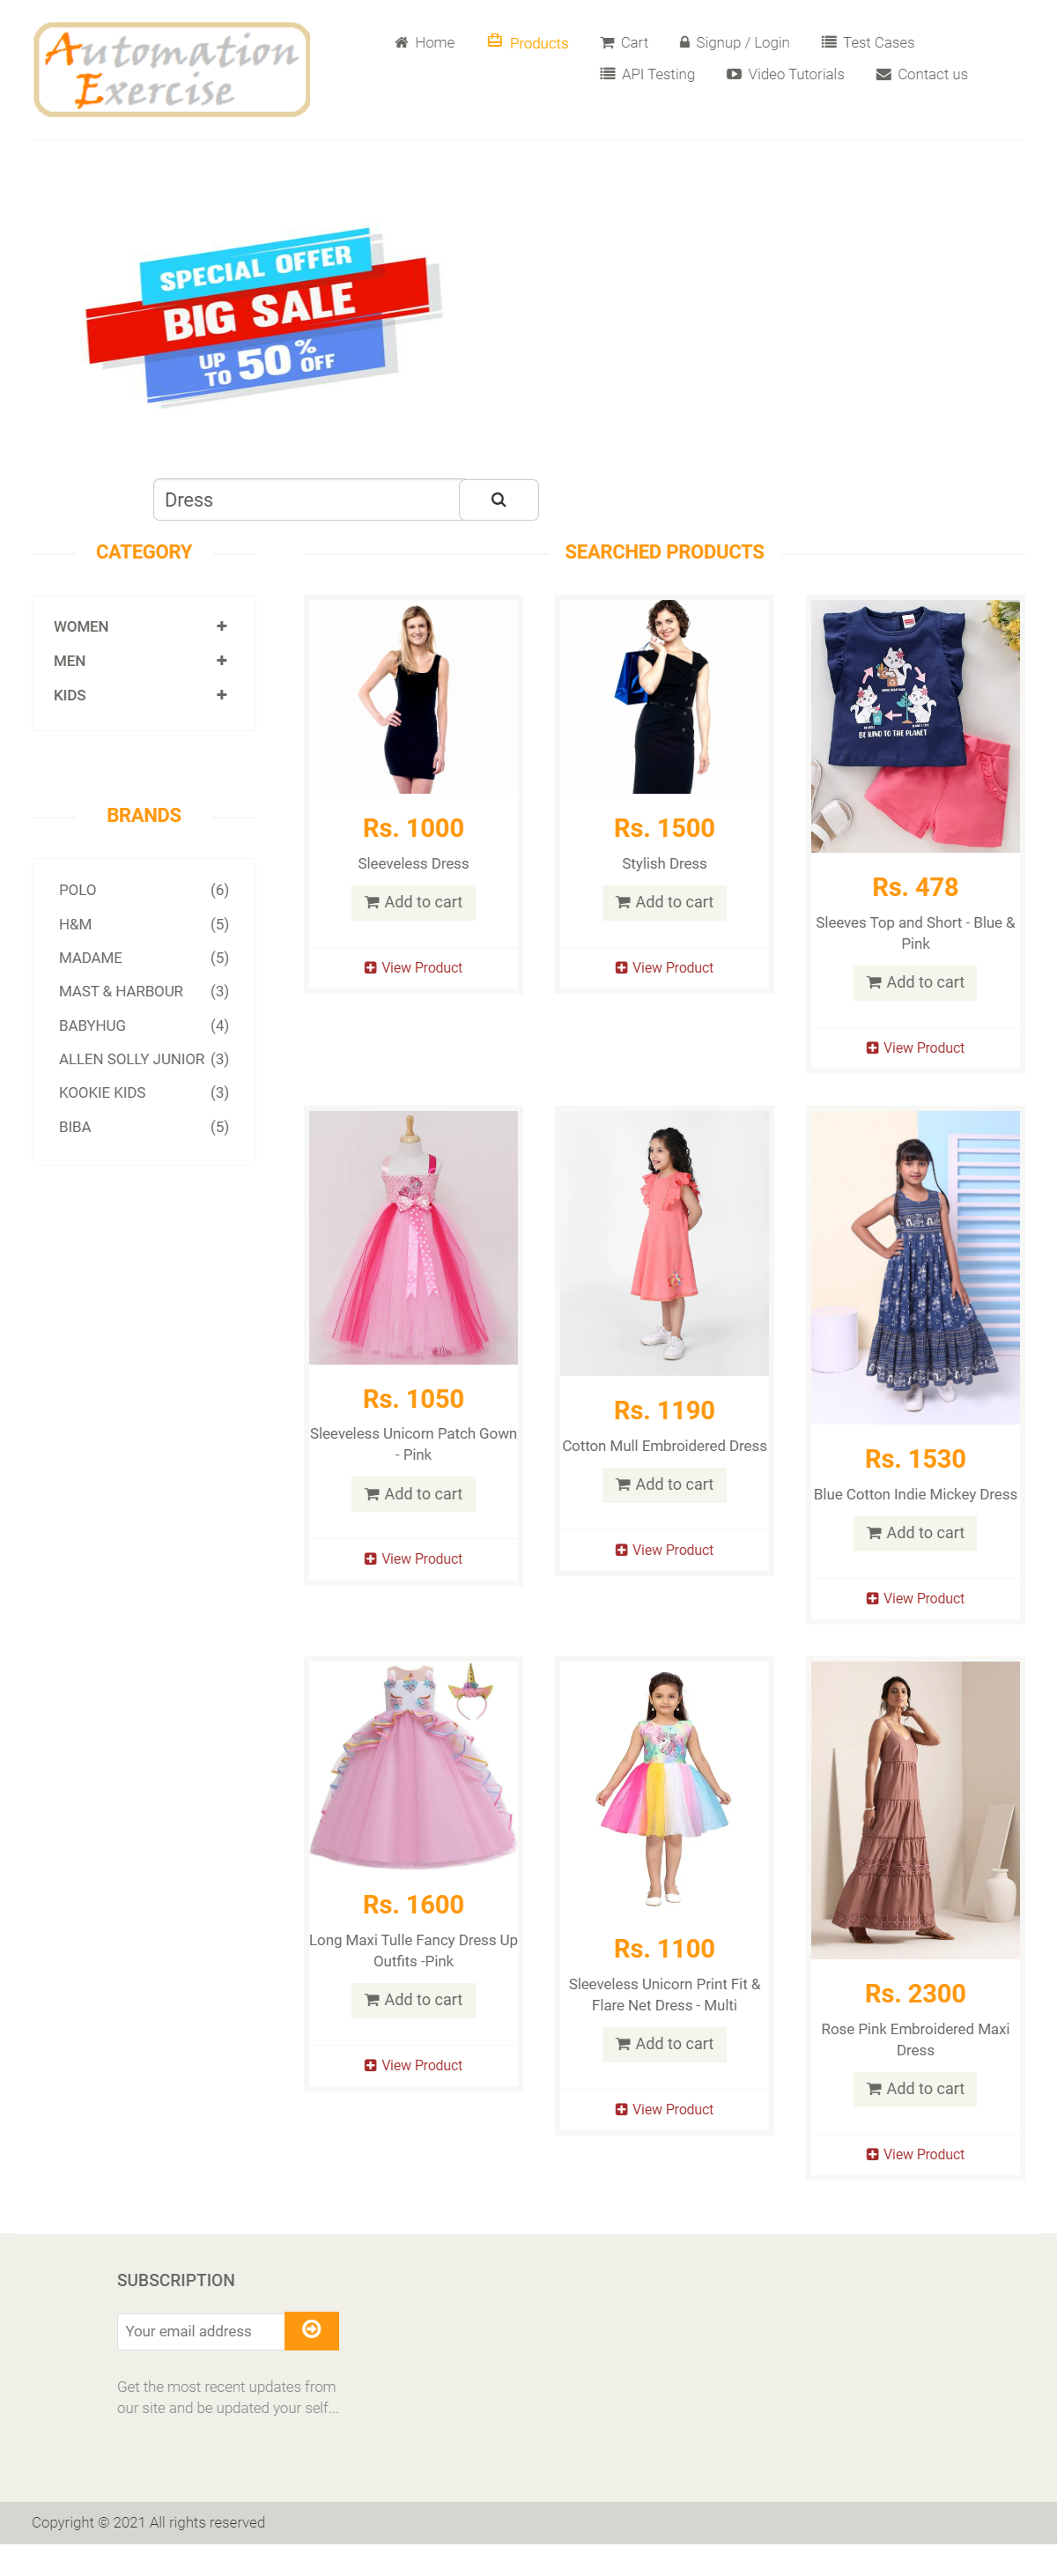 Automation
Exercise
Home
Products
Cart
Signup / Login
Test Cases
API Testing
Video Tutorials
Contact us
SPECIAL OFFER
BIG SALE
UP TO 50 % OFF
Dress
CATEGORY
WOMEN
MEN
KIDS
BRANDS
POLO (6)
H&M (5)
MADAME (5)
MAST & HARBOUR (3)
BABYHUG (4)
ALLEN SOLLY JUNIOR (3)
KOOKIE KIDS (3)
BIBA (5)
SEARCHED PRODUCTS
Rs. 1000
Sleeveless Dress
Add to cart
View Product
Rs. 1500
Stylish Dress
Add to cart
View Product
BE KIND TO THE PLANET
Rs. 478
Sleeves Top and Short - Blue &
Pink
Add to cart
View Product
Rs. 1050
Sleeveless Unicorn Patch Gown
- Pink
Add to cart
View Product
Rs. 1190
Cotton Mull Embroidered Dress
Add to cart
View Product
Rs. 1530
Blue Cotton Indie Mickey Dress
Add to cart
View Product
Rs. 1600
Long Maxi Tulle Fancy Dress Up
Outfits -Pink
Add to cart
View Product
Rs. 1100
Sleeveless Unicorn Print Fit &
Flare Net Dress - Multi
Add to cart
View Product
Rs. 2300
Rose Pink Embroidered Maxi
Dress
Add to cart
View Product
SUBSCRIPTION
Your email address
Get the most recent updates from
our site and be updated your self...
Copyright © 2021 All rights reserved